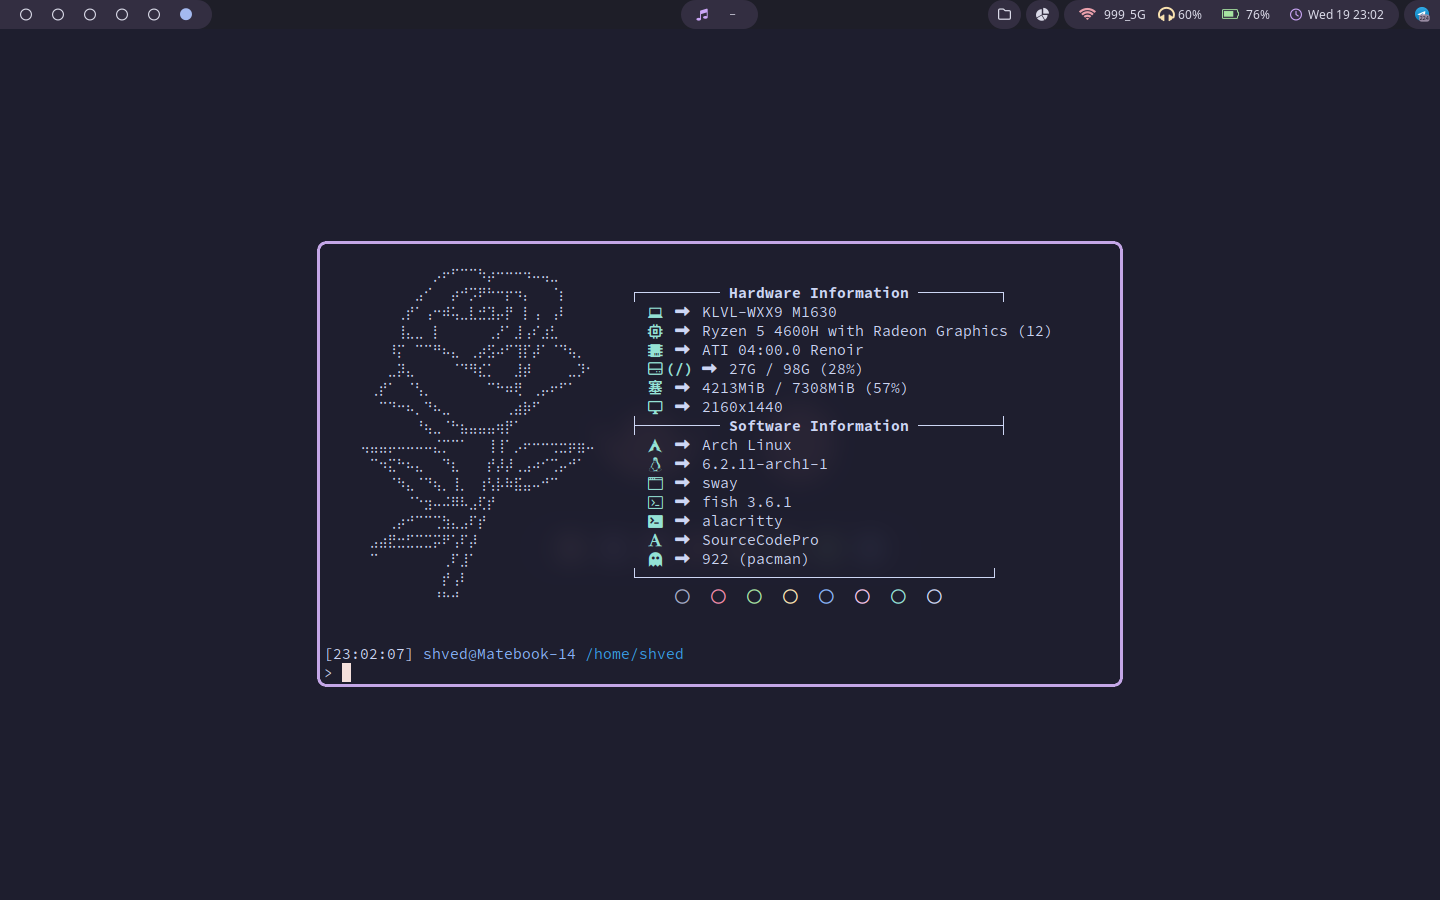 – 999_5G 60% 76% Wed 19 23:02
Hardware Information
KLVL-WXX9 M1630
Ryzen 5 4600H with Radeon Graphics (12)
ATI 04:00.0 Renoir
(/) 27G / 98G (28%)
塞 4213MiB / 7308MiB (57%)
2160x1440
Software Information
Arch Linux
6.2.11-arch1-1
sway
fish 3.6.1
alacritty
SourceCodePro
922 (pacman)
[23:02:07] shved@Matebook-14 /home/shved
>